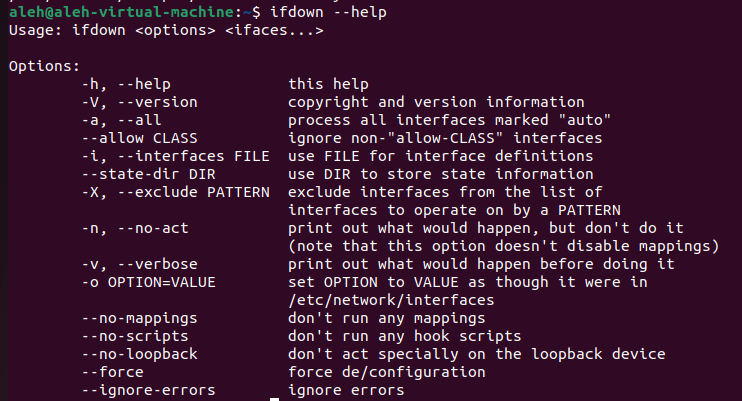 aleh@aleh-virtual-machine:~$ ifdown --help
Usage: ifdown <options> <ifaces...>
Options:
-h, --help this help
-V, --version copyright and version information
-a, --all process all interfaces marked "auto"
--allow CLASS ignore non-"allow-CLASS" interfaces
-i, --interfaces FILE use FILE for interface definitions
--state-dir DIR use DIR to store state information
-X, --exclude PATTERN exclude interfaces from the list of
interfaces to operate on by a PATTERN
-n, --no-act print out what would happen, but don't do it
(note that this option doesn't disable mappings)
-v, --verbose print out what would happen before doing it
-o OPTION=VALUE set OPTION to VALUE as though it were in
/etc/network/interfaces
--no-mappings don't run any mappings
--no-scripts don't run any hook scripts
--no-loopback don't act specially on the loopback device
--force force de/configuration
--ignore-errors ignore errors